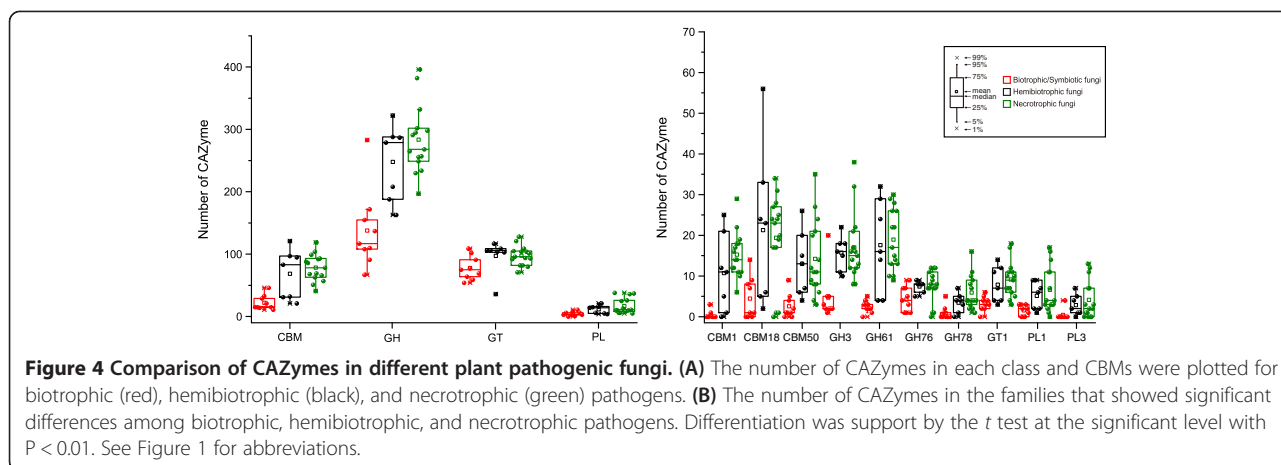 Number of CAZyme
400
300
200
100
0
CBM GH GT PL
Number of CAZyme
70
60
50
40
30
20
10
0
CBM1 CBM18 CBM50 GH3 GH61 GH76 GH78 GT1 PL1 PL3
99%
95%
75%
mean
median
25%
5%
1%
Biotrophic/Symbiotic fungi
Hemibiotrophic fungi
Necrotrophic fungi
Figure 4 Comparison of CAZymes in different plant pathogenic fungi. (A) The number of CAZymes in each class and CBMs were plotted for
biotrophic (red), hemibiotrophic (black), and necrotrophic (green) pathogens. (B) The number of CAZymes in the families that showed significant
differences among biotrophic, hemibiotrophic, and necrotrophic pathogens. Differentiation was support by the t test at the significant level with
P < 0.01. See Figure 1 for abbreviations.